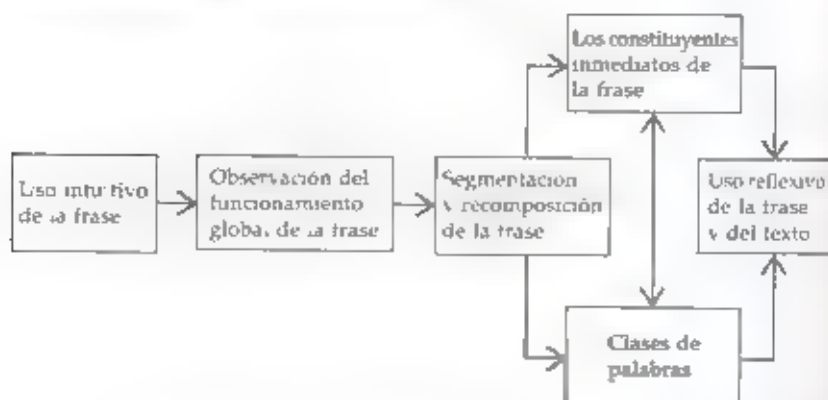 Los constituyentes
inmediatos de
la frase
Uso intuitivo
de la frase
Observación del
funcionamiento
global de la frase
Segmentación
y recomposición
de la frase
Uso reflexivo
de la frase
y del texto
Clases de
palabras